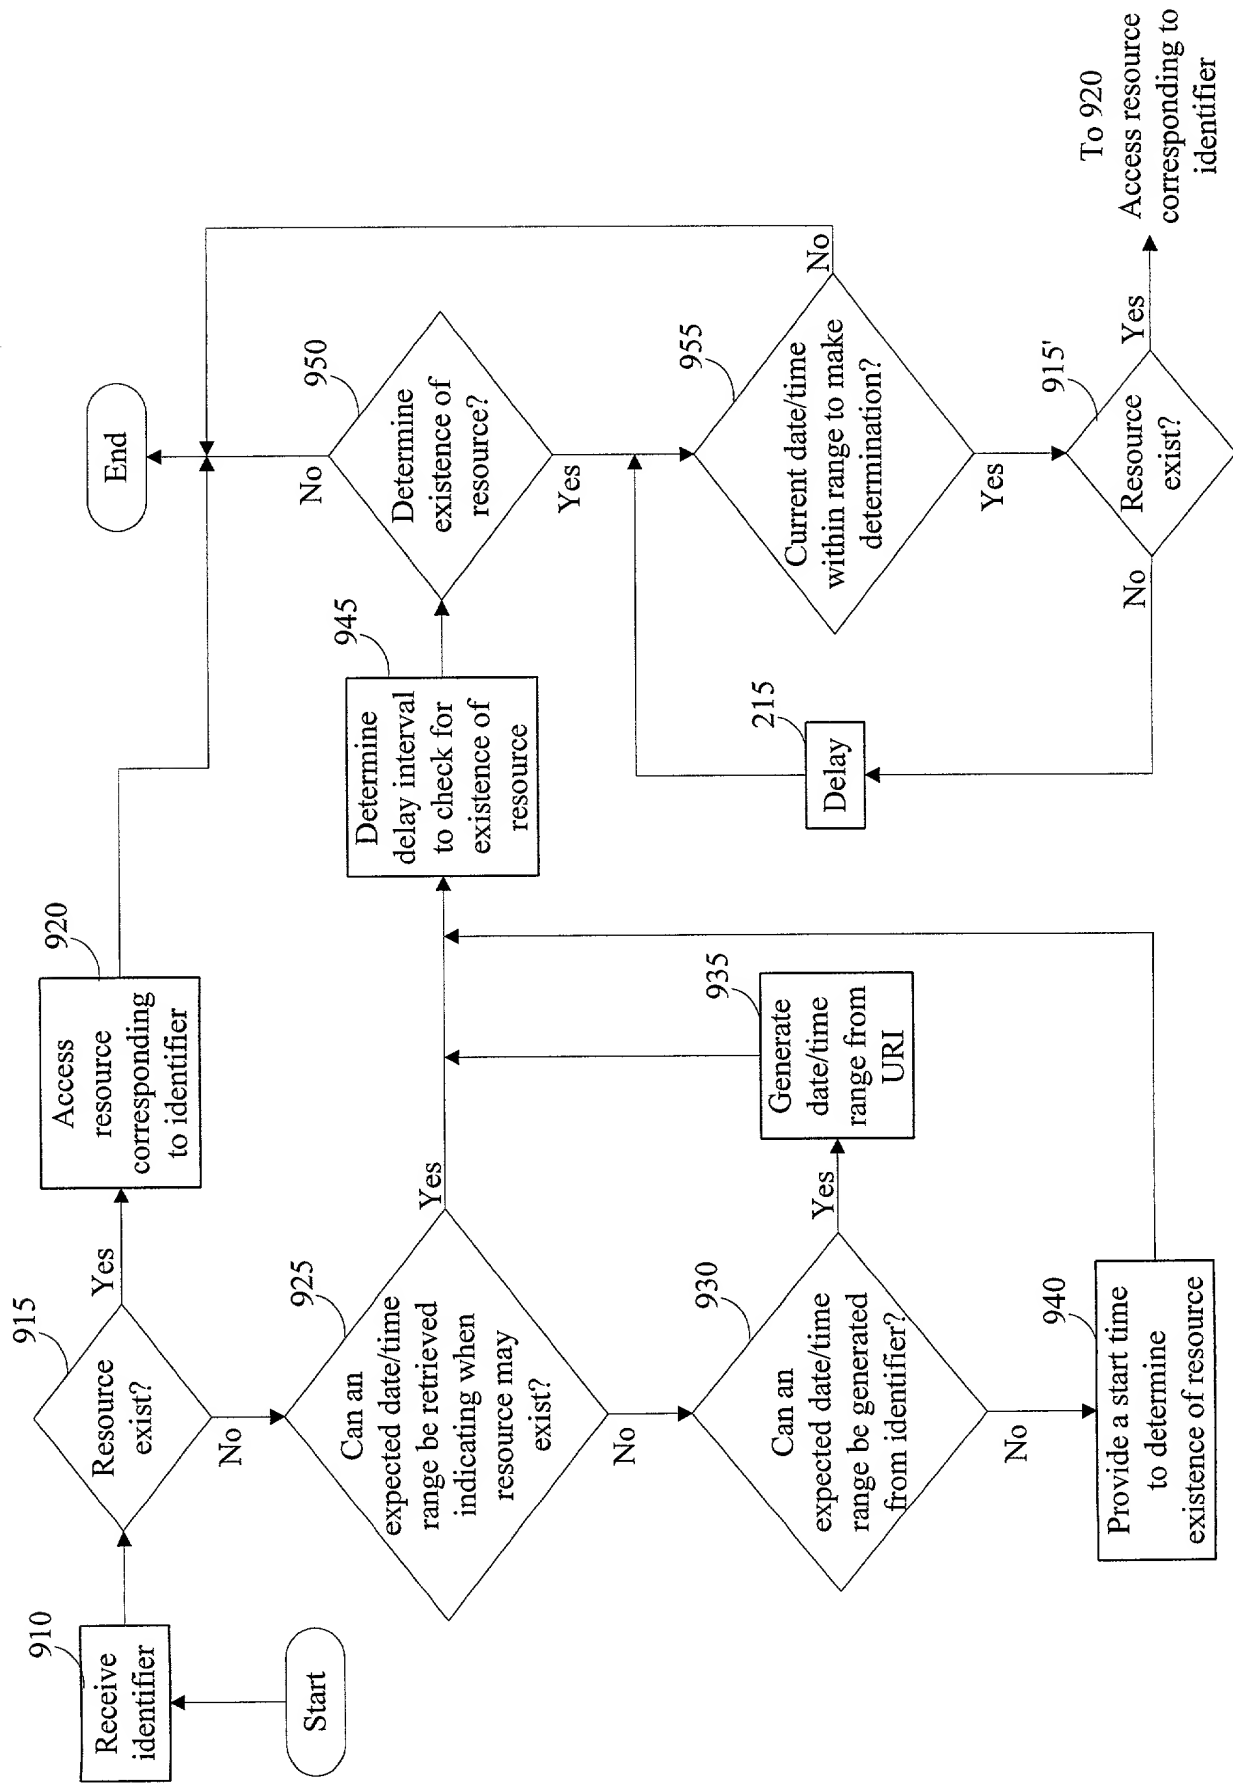 Start
910
Receive
identifier
915
Resource
exist?
Yes
No
920
Access
resource
corresponding
to identifier
End
925
Can an
expected date/time
range be retrieved
indicating when
resource may
exist?
Yes
No
930
Can an
expected date/time
range be generated
from identifier?
Yes
No
935
Generate
date/time
range from
URI
940
Provide a start time
to determine
existence of resource
945
Determine
delay interval
to check for
existence of
resource
950
Determine
existence of
resource?
No
Yes
955
Current date/time
within range to make
determination?
No
Yes
215
Delay
915'
Resource
exist?
No
Yes
To 920
Access resource
corresponding to
identifier